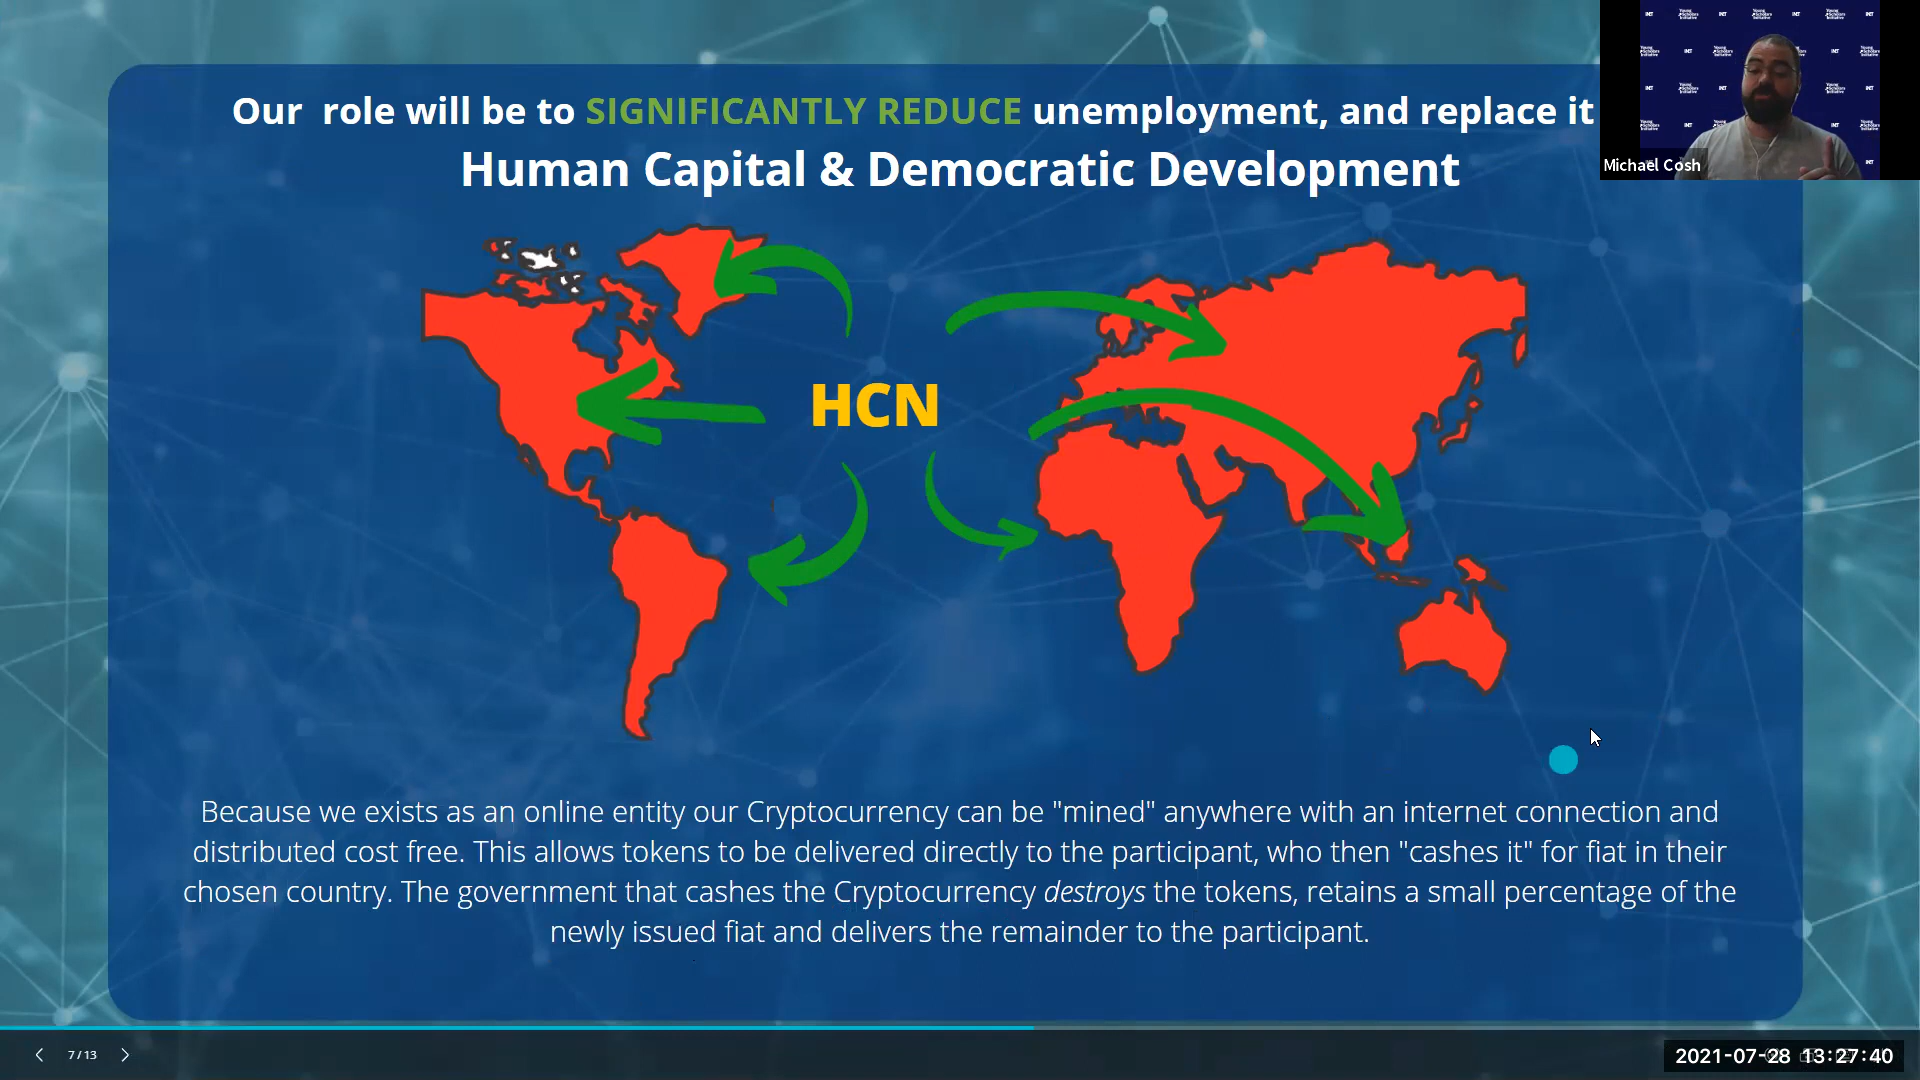 Our role will be to SIGNIFICANTLY REDUCE unemployment, and replace it
Human Capital & Democratic Development
HCN
Because we exists as an online entity our Cryptocurrency can be "mined" anywhere with an internet connection and
distributed cost free. This allows tokens to be delivered directly to the participant, who then "cashes it" for fiat in their
chosen country. The government that cashes the Cryptocurrency destroys the tokens, retains a small percentage of the
newly issued fiat and delivers the remainder to the participant.
Young Scholars Initiative
INET
Michael Cosh
7 / 13
2021-07-28 13:27:40